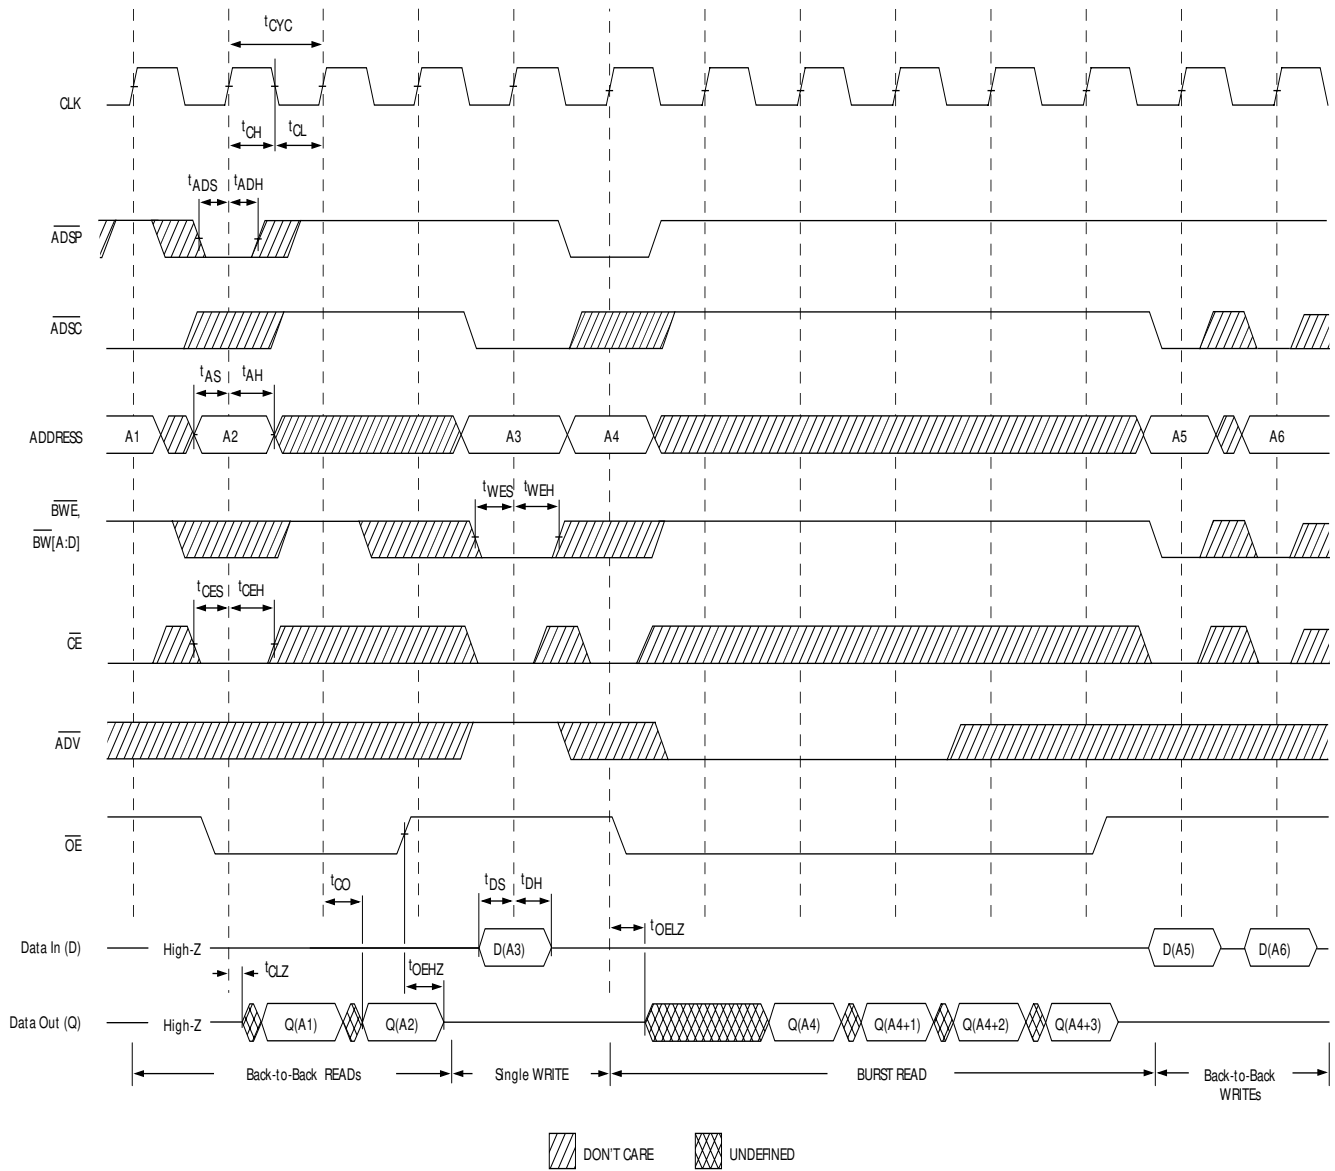 tCYC
CLK
tCH
tCL
tADS
tADH
ADSP
ADSC
tAS
tAH
ADDRESS
A1
A2
A3
A4
A5
A6
tWES
tWEH
BWE,
BW[A:D]
tCES
tCEH
CE
ADV
OE
tCO
tDS
tDH
tOELZ
Data In (D)
High-Z
D(A3)
D(A5)
D(A6)
tCLZ
tOEHZ
Data Out (Q)
High-Z
Q(A1)
Q(A2)
Q(A4)
Q(A4+1)
Q(A4+2)
Q(A4+3)
Back-to-Back READs
Single WRITE
BURST READ
Back-to-Back
WRITEs
DON'T CARE
UNDEFINED